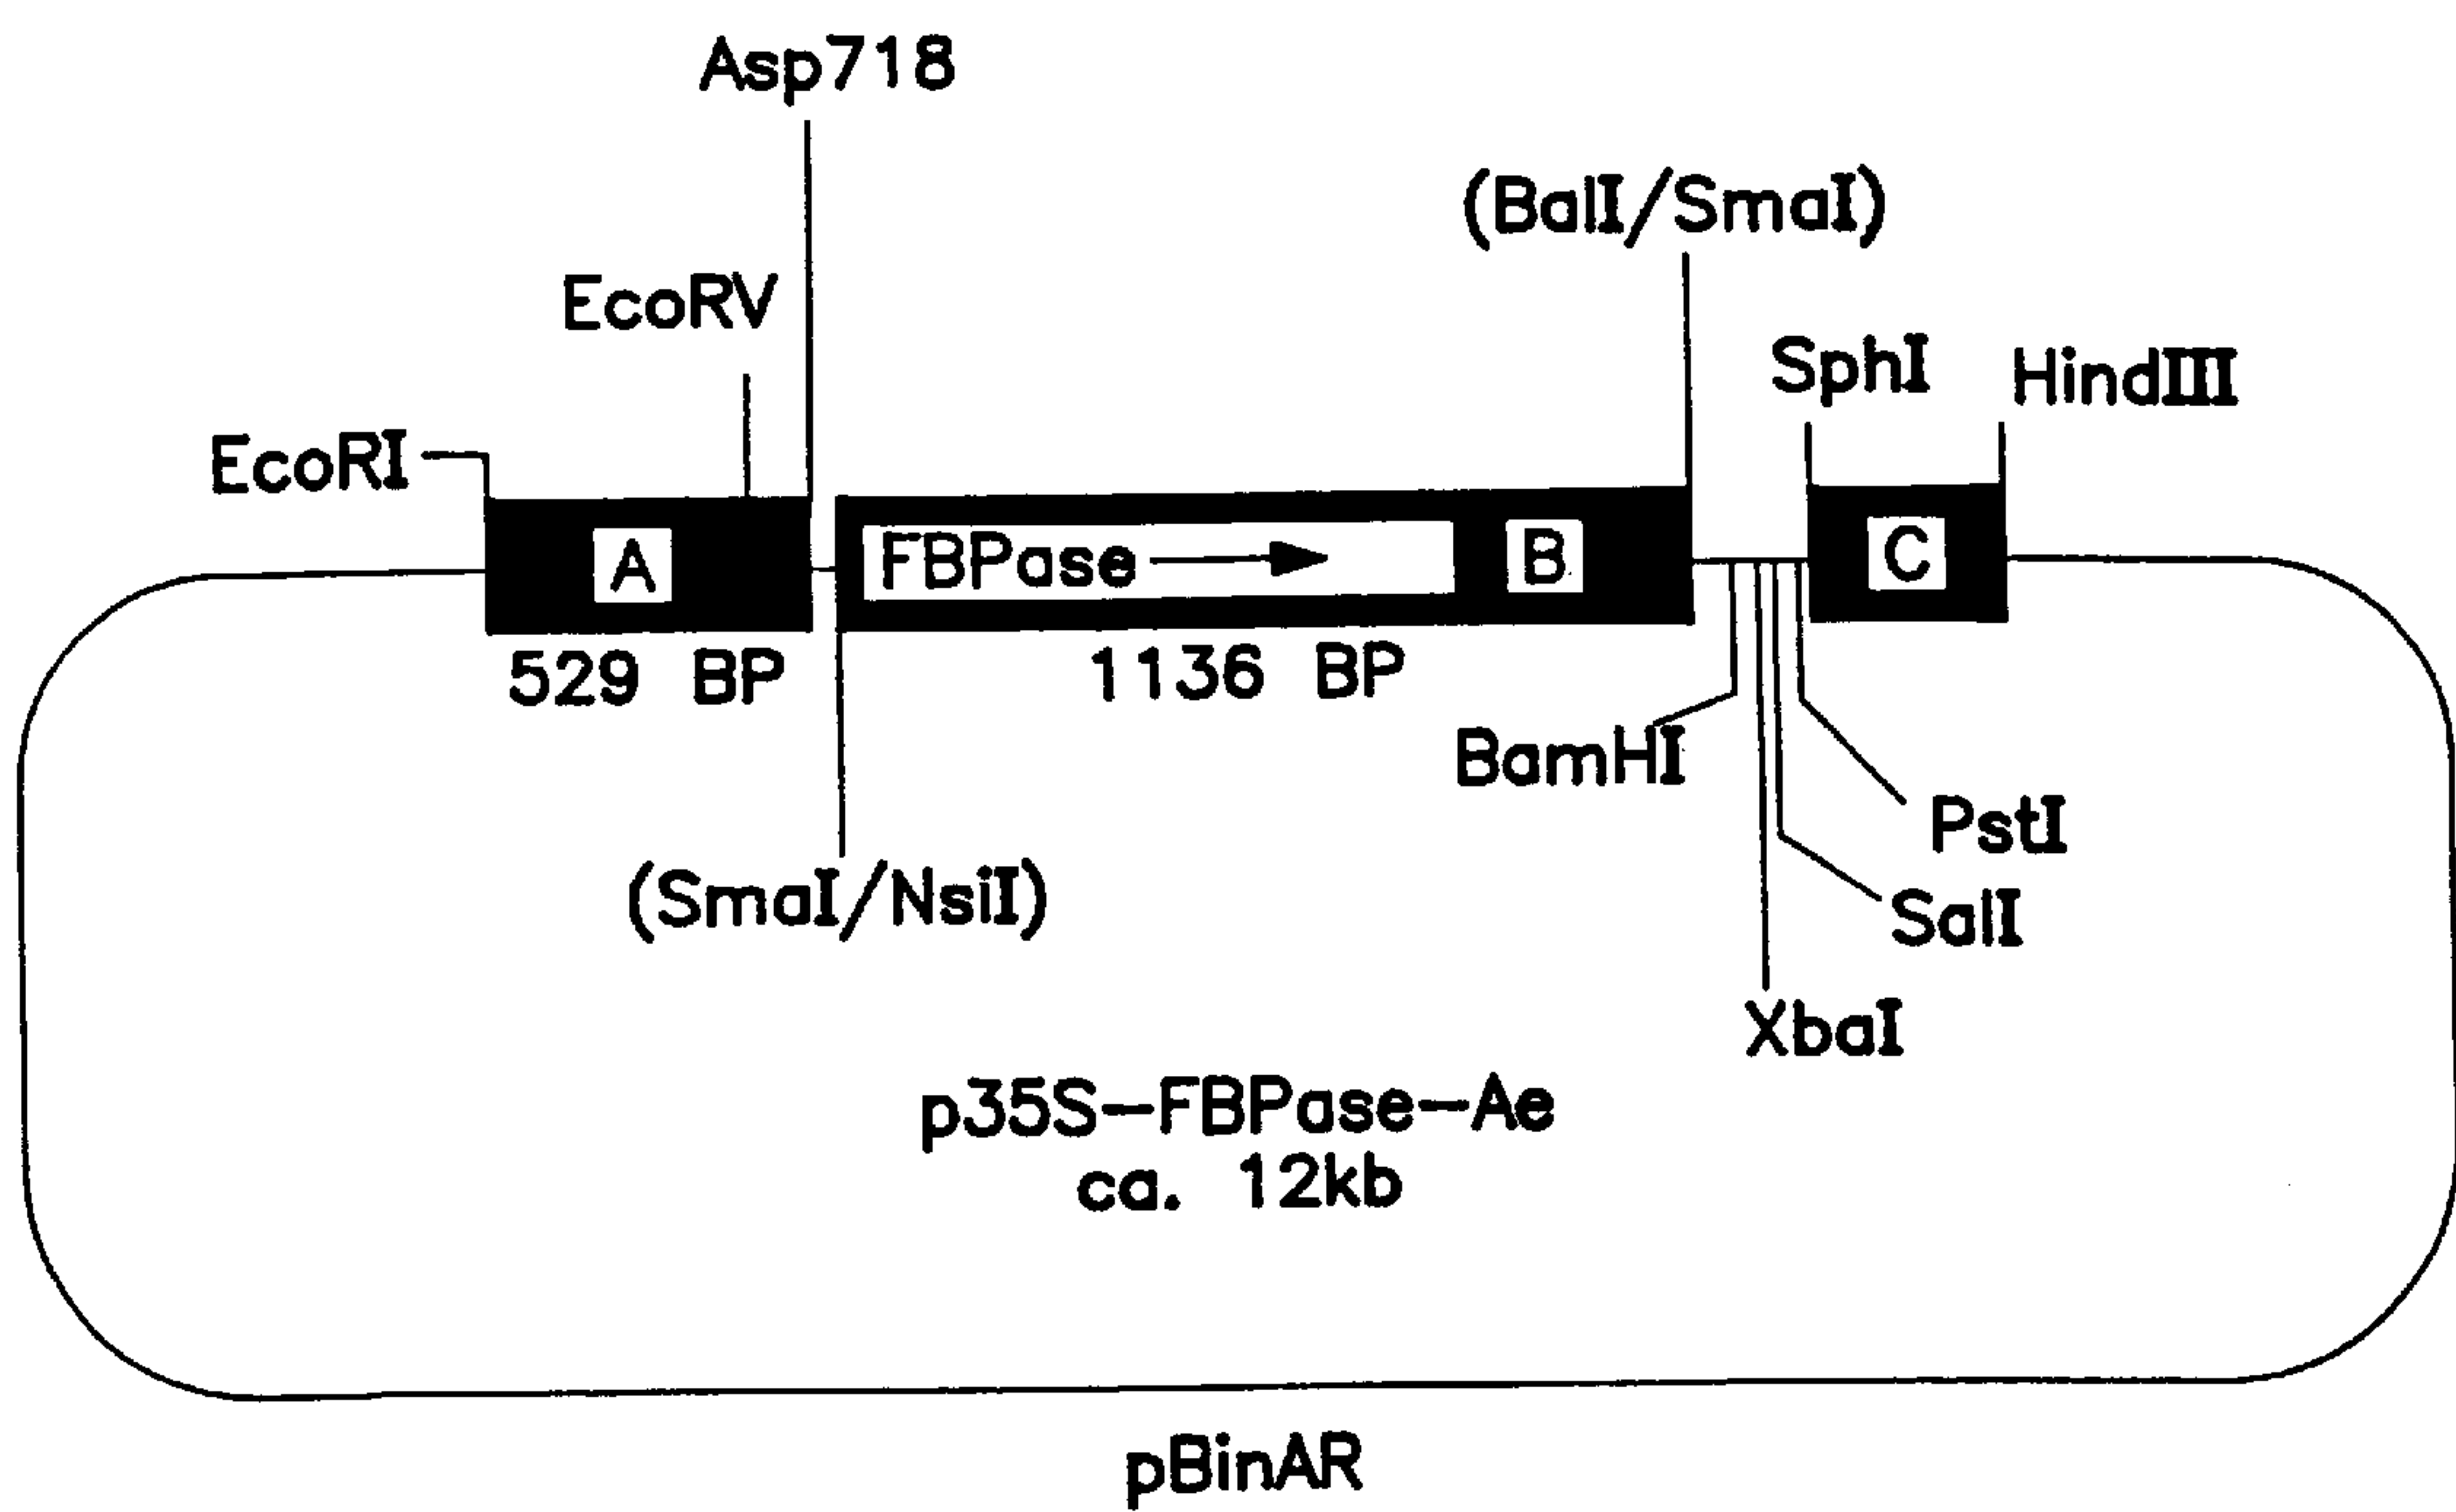 Asp718
(BalI/SmaI)
EcoRV
SphI
HindIII
EcoRI
A
FBPase
B
C
529 BP
1136 BP
BamHI
PstI
(SmaI/NsiI)
SalI
XbaI
p35S-FBPase-Ae
ca. 12kb
pBinAR